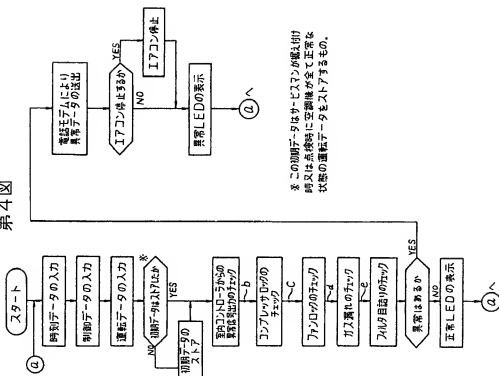 第4図
スタート
ⓐ
時刻データの入力
制御データの入力
運転データの入力
初期データはストアしたか
※
NO
YES
初期データの
ストア
室内コントローラからの
異常信号出力のチェック
b
コンプレッサロックの
チェック
c
ファンロックのチェック
d
ガス漏れのチェック
e
フィルタ目詰りのチェック
異常はあるか
YES
NO
正常LEDの表示
ⓐへ
電話モデムにより
異常データの送出
エアコン停止するか
YES
NO
エアコン停止
異常LEDの表示
ⓐへ
※ この初期データはサービスマンが据え付け
時又は点検時に空調機が全て正常な
状態の運転データをストアするもの。